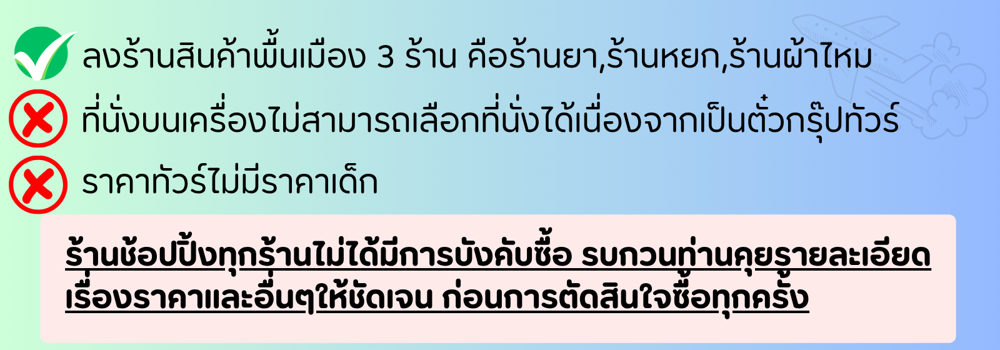 ลงร้านสินค้าพื้นเมือง 3 ร้าน คือร้านยา,ร้านหยก,ร้านผ้าไหม
ที่นั่งบนเครื่องไม่สามารถเลือกที่นั่งได้เนื่องจากเป็นตั๋วกรุ๊ปทัวร์
ราคาทัวร์ไม่มีราคาเด็ก
ร้านช้อปปิ้งทุกร้านไม่ได้มีการบังคับซื้อ รบกวนท่านคุยรายละเอียด
เรื่องราคาและอื่นๆให้ชัดเจน ก่อนการตัดสินใจซื้อทุกครั้ง